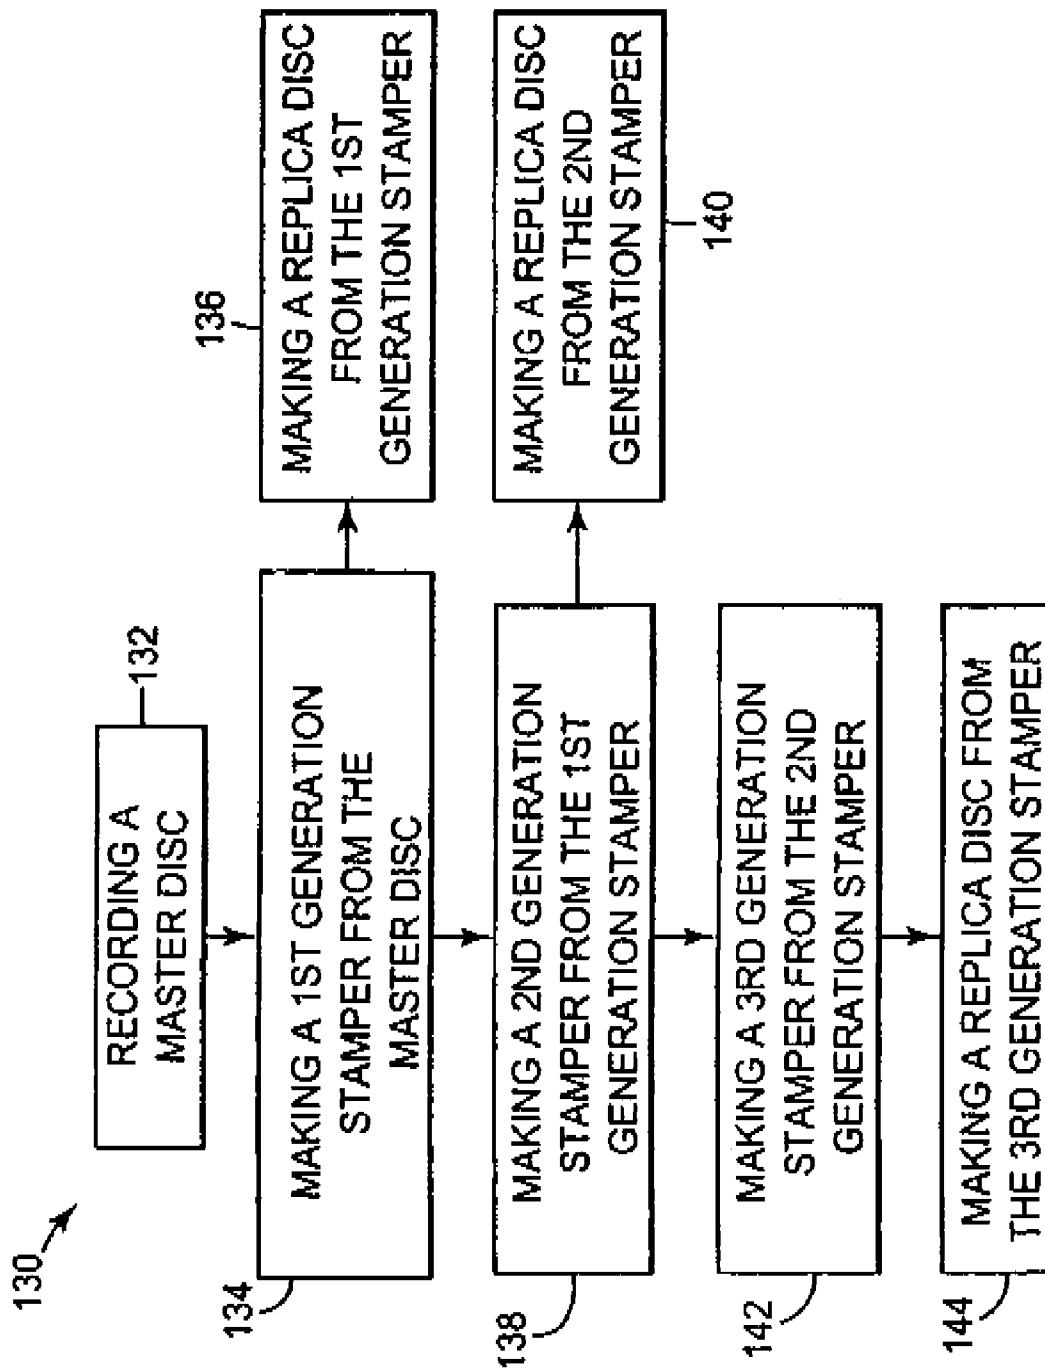 130
RECORDING A
MASTER DISC
132
134
MAKING A 1ST GENERATION
STAMPER FROM THE
MASTER DISC
136
MAKING A REPLICA DISC
FROM THE 1ST
GENERATION STAMPER
138
MAKING A 2ND GENERATION
STAMPER FROM THE 1ST
GENERATION STAMPER
MAKING A REPLICA DISC
FROM THE 2ND
GENERATION STAMPER
140
142
MAKING A 3RD GENERATION
STAMPER FROM THE 2ND
GENERATION STAMPER
144
MAKING A REPLICA DISC FROM
THE 3RD GENERATION STAMPER